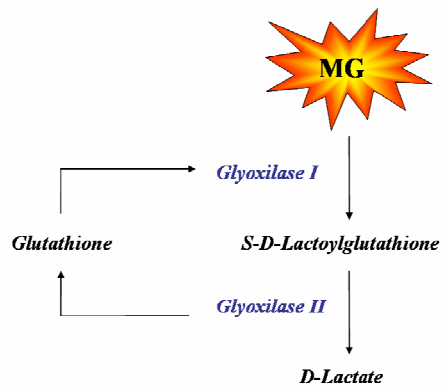 MG
Glyoxilase I
Glutathione
S-D-Lactoylglutathione
Glyoxilase II
D-Lactate